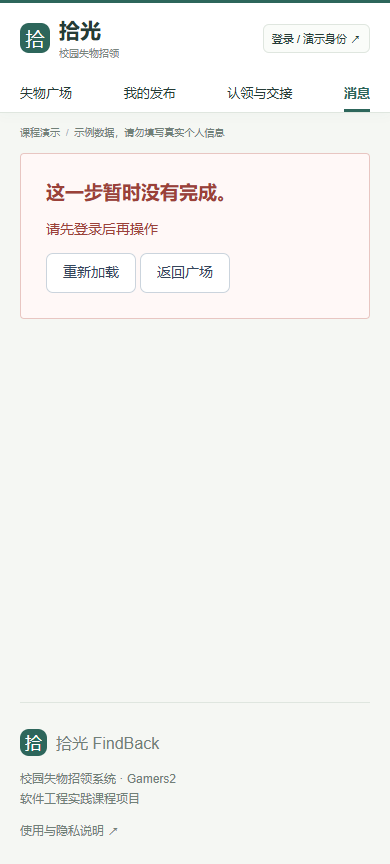 拾
拾光
校园失物招领
登录 / 演示身份 ↗
失物广场
我的发布
认领与交接
消息
课程演示 / 示例数据，请勿填写真实个人信息
这一步暂时没有完成。
请先登录后再操作
重新加载
返回广场
拾
拾光 FindBack
校园失物招领系统 · Gamers2
软件工程实践课程项目
使用与隐私说明 ↗